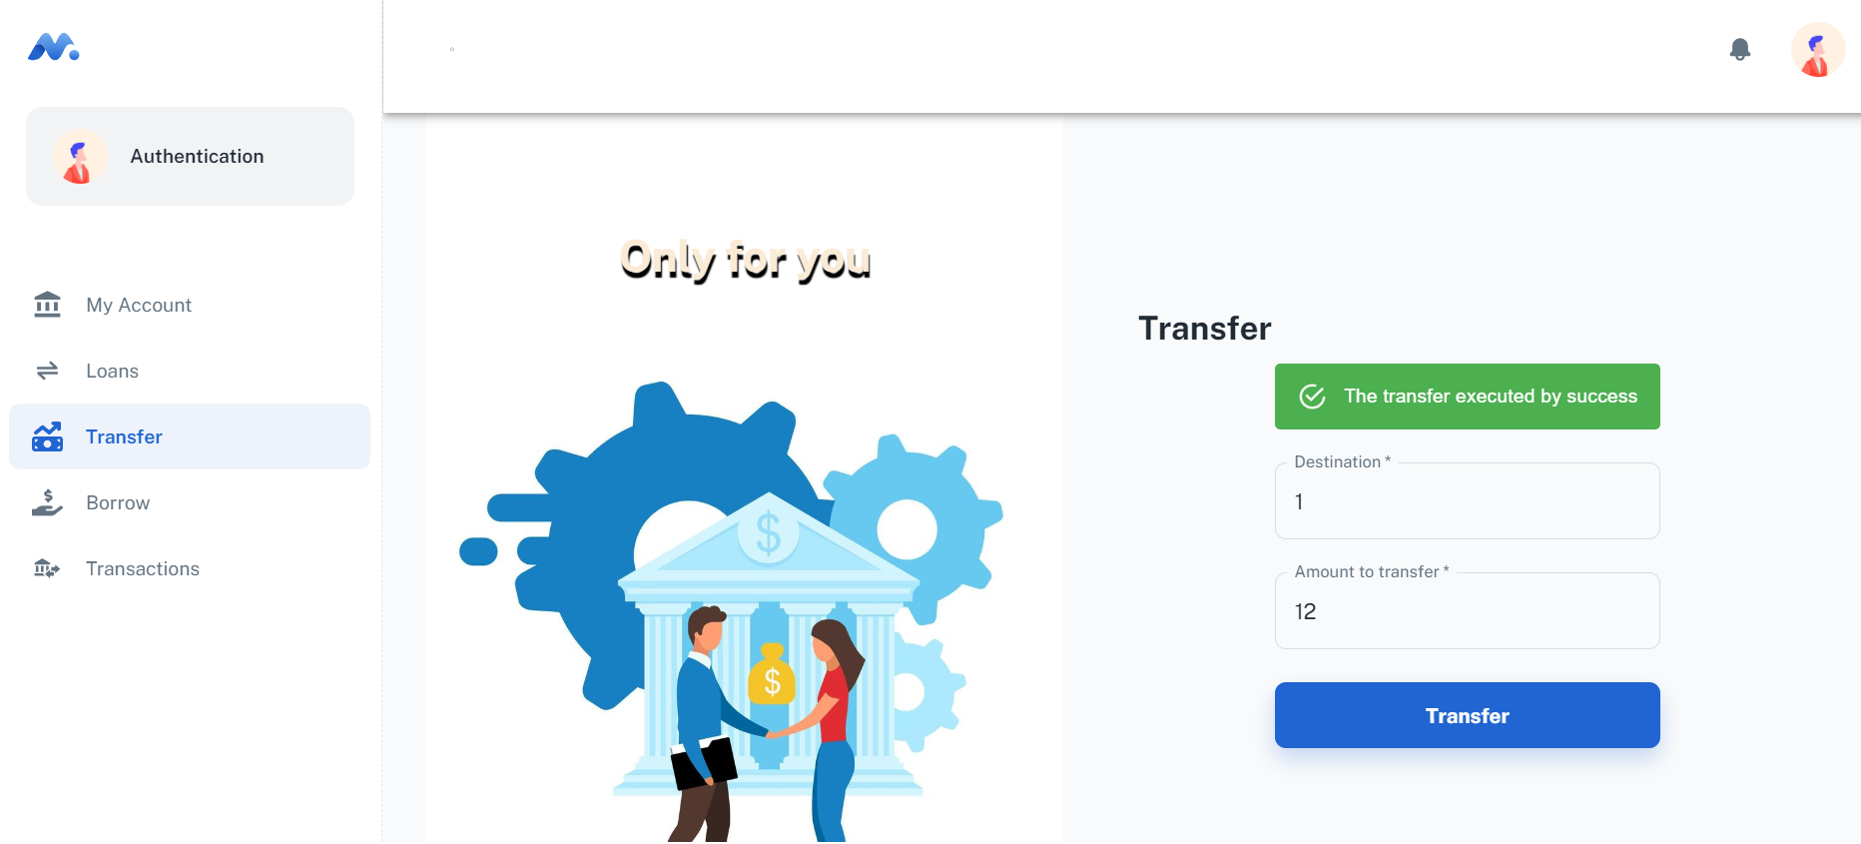 Authentication
My Account
Loans
Transfer
Borrow
Transactions
Only for you
$
$
Transfer
The transfer executed by success
Destination *
1
Amount to transfer *
12
Transfer